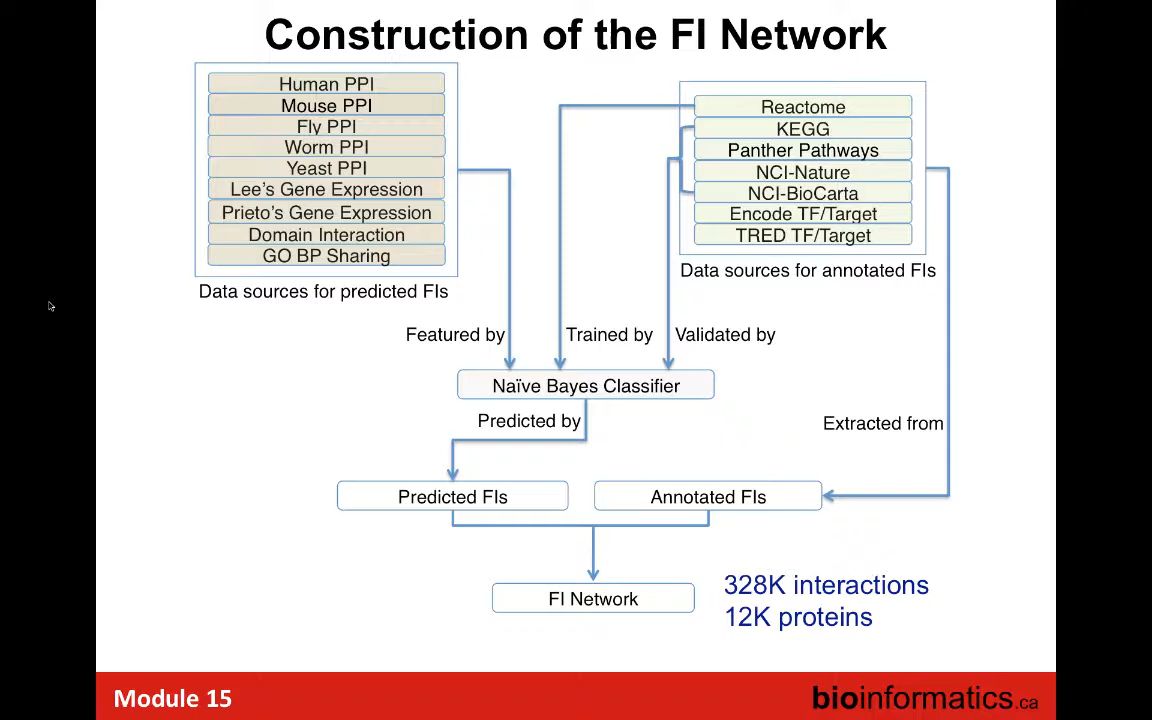 Construction of the FI Network
Human PPI
Mouse PPI
Fly PPI
Worm PPI
Yeast PPI
Lee's Gene Expression
Prieto's Gene Expression
Domain Interaction
GO BP Sharing
Data sources for predicted FIs
Reactome
KEGG
Panther Pathways
NCI-Nature
NCI-BioCarta
Encode TF/Target
TRED TF/Target
Data sources for annotated FIs
Featured by
Trained by
Validated by
Naïve Bayes Classifier
Predicted by
Extracted from
Predicted FIs
Annotated FIs
FI Network
328K interactions
12K proteins
Module 15
bioinformatics.ca